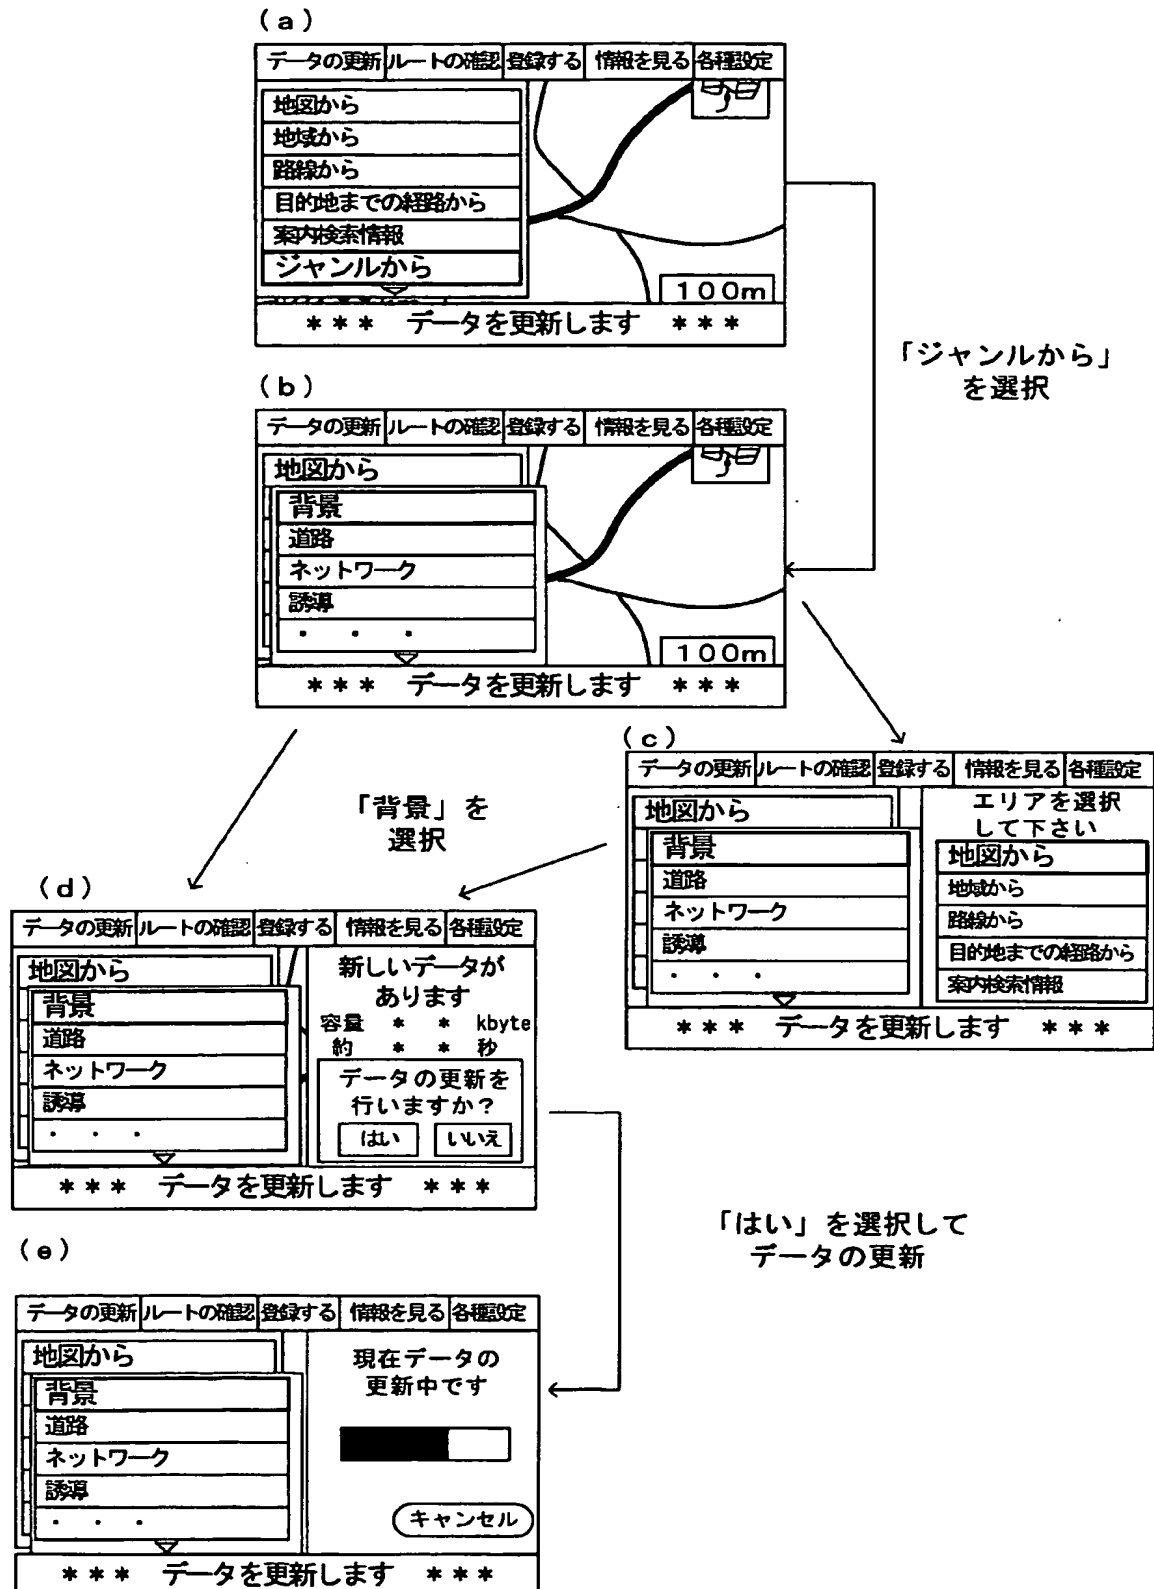 (a)
データの更新 ルートの確認 登録する 情報を見る 各種設定
地図から
地域から
路線から
目的地までの経路から
案内検索情報
ジャンルから
100m
*** データを更新します ***
「ジャンルから」
を選択
(b)
データの更新 ルートの確認 登録する 情報を見る 各種設定
地図から
背景
道路
ネットワーク
誘導
・ ・ ・
100m
*** データを更新します ***
(c)
データの更新 ルートの確認 登録する 情報を見る 各種設定
地図から
背景
道路
ネットワーク
誘導
・ ・ ・
エリアを選択
して下さい
地図から
地域から
路線から
目的地までの経路から
案内検索情報
*** データを更新します ***
「背景」を
選択
(d)
データの更新 ルートの確認 登録する 情報を見る 各種設定
地図から
背景
道路
ネットワーク
誘導
・ ・ ・
新しいデータが
あります
容量 * * kbyte
約 * * 秒
データの更新を
行いますか?
はい いいえ
*** データを更新します ***
「はい」を選択して
データの更新
(e)
データの更新 ルートの確認 登録する 情報を見る 各種設定
地図から
背景
道路
ネットワーク
誘導
・ ・ ・
現在データの
更新中です
キャンセル
*** データを更新します ***